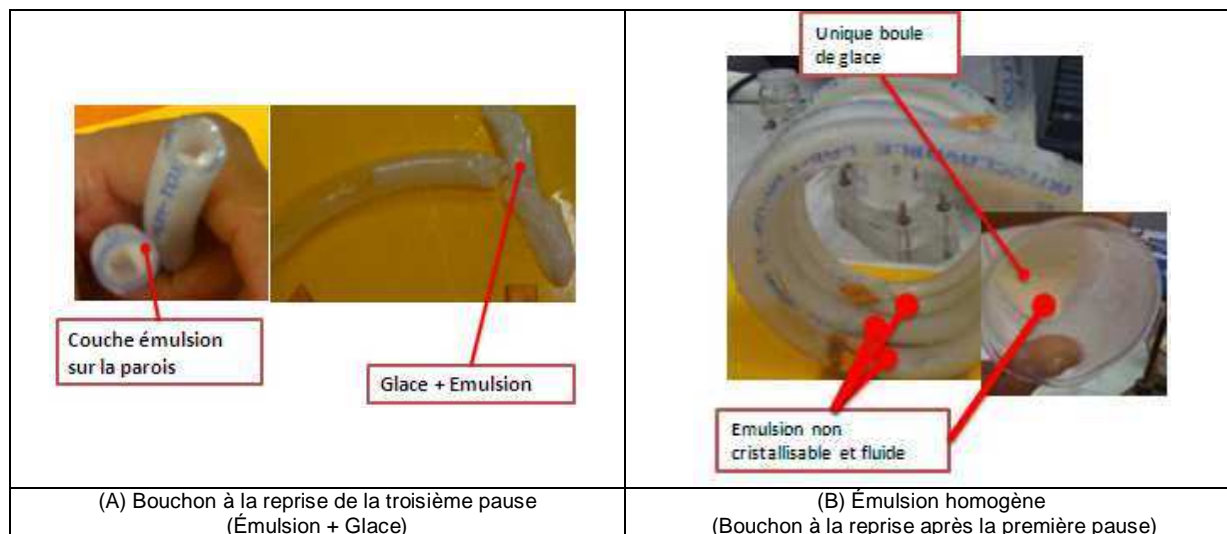 Unique boule
de glace
Couche émulsion
sur la parois
Glace + Emulsion
Emulsion non
cristallisable et fluide
AUTOCLAVABLE
(A) Bouchon à la reprise de la troisième pause
(Émulsion + Glace)
(B) Émulsion homogène
(Bouchon à la reprise après la première pause)